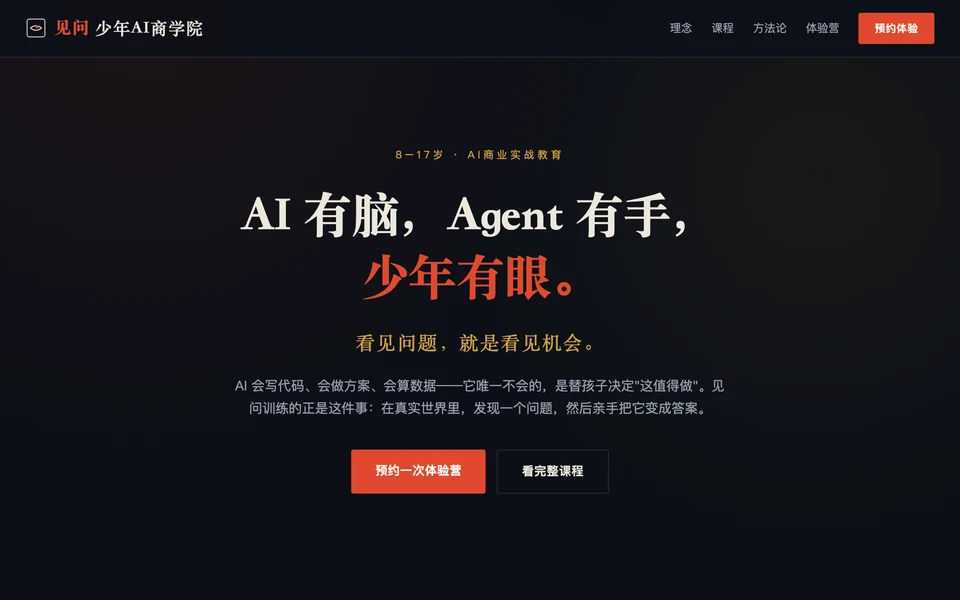 见问 少年AI商学院
理念 课程 方法论 体验营 预约体验
8—17岁 · AI商业实战教育
AI 有脑，Agent 有手，
少年有眼。
看见问题，就是看见机会。
AI 会写代码、会做方案、会算数据——它唯一不会的，是替孩子决定"这值得做"。见
问训练的正是这件事：在真实世界里，发现一个问题，然后亲手把它变成答案。
预约一次体验营 看完整课程